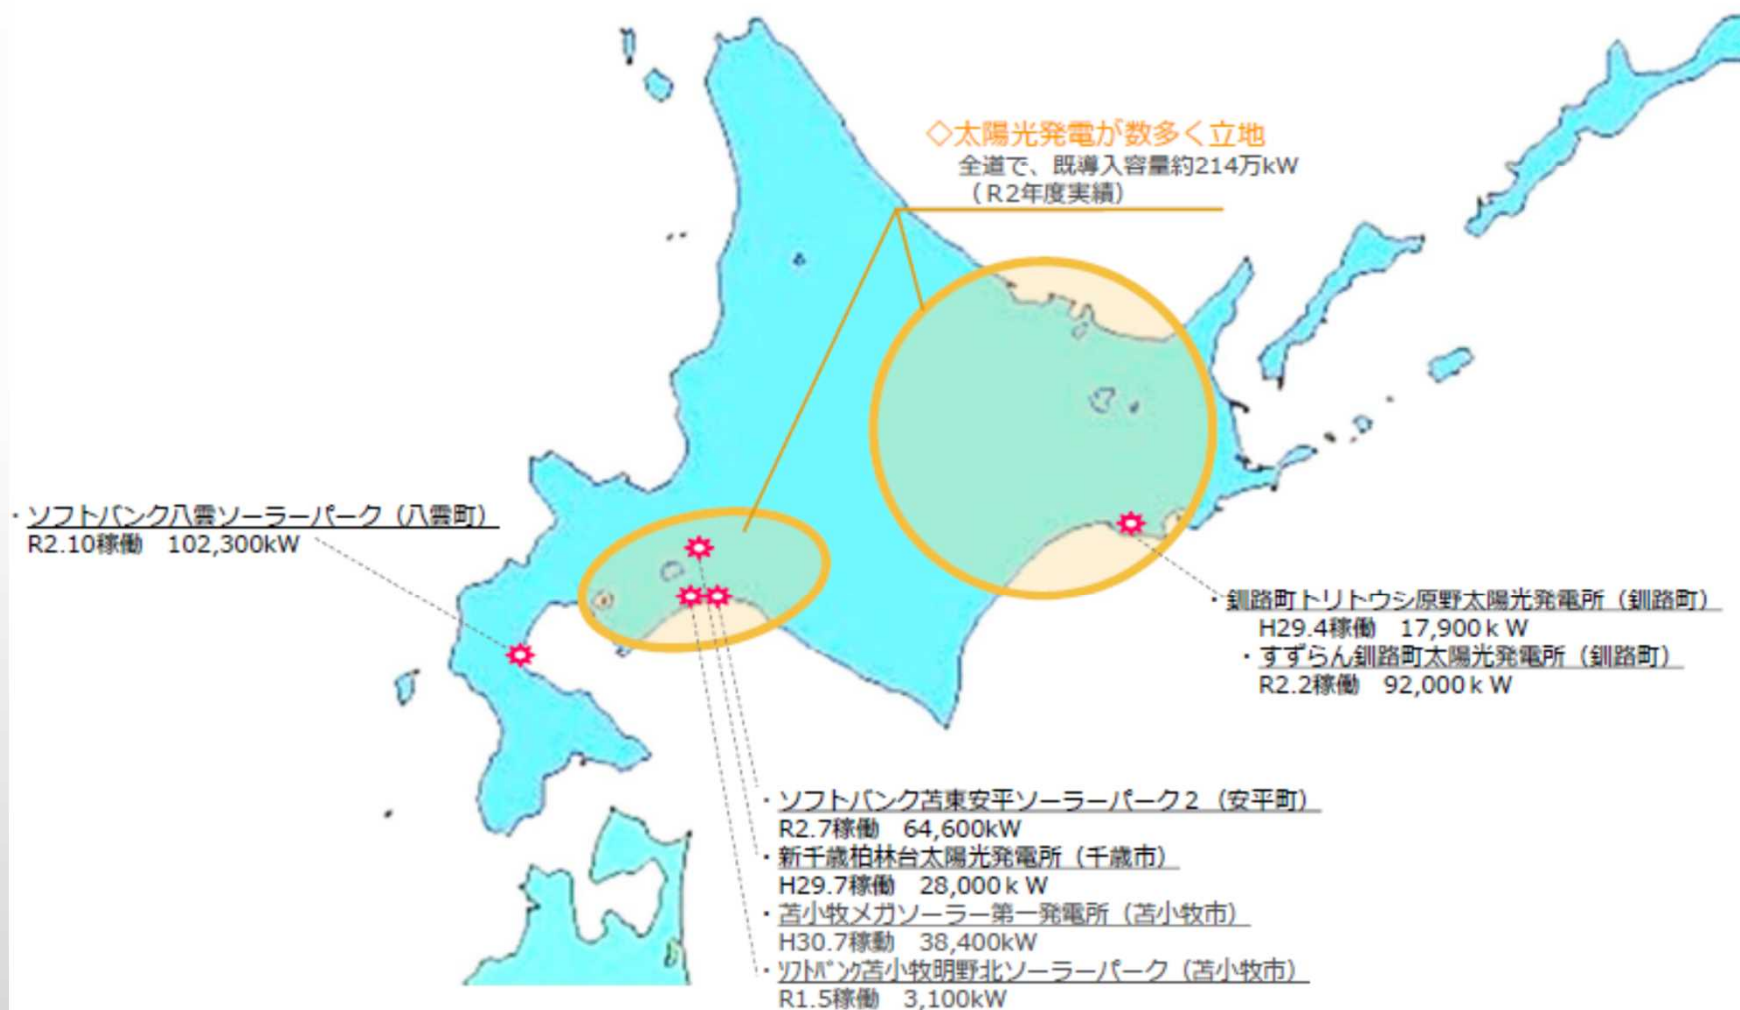 ◇太陽光発電が数多く立地
全道で、既導入容量約214万kW
（R2年度実績）
・ソフトバンク八雲ソーラーパーク（八雲町）
R2.10稼働　102,300kW
・釧路町トリトウシ原野太陽光発電所（釧路町）
H29.4稼働　17,900ｋW
・すずらん釧路町太陽光発電所（釧路町）
R2.2稼働　92,000ｋW
・ソフトバンク苫東安平ソーラーパーク２（安平町）
R2.7稼働　64,600kW
・新千歳柏林台太陽光発電所（千歳市）
H29.7稼働　28,000ｋW
・苫小牧メガソーラー第一発電所（苫小牧市）
H30.7稼動　38,400kW
・ｿﾌﾄﾊﾞﾝｸ苫小牧明野北ソーラーパーク（苫小牧市）
R1.5稼働　3,100kW